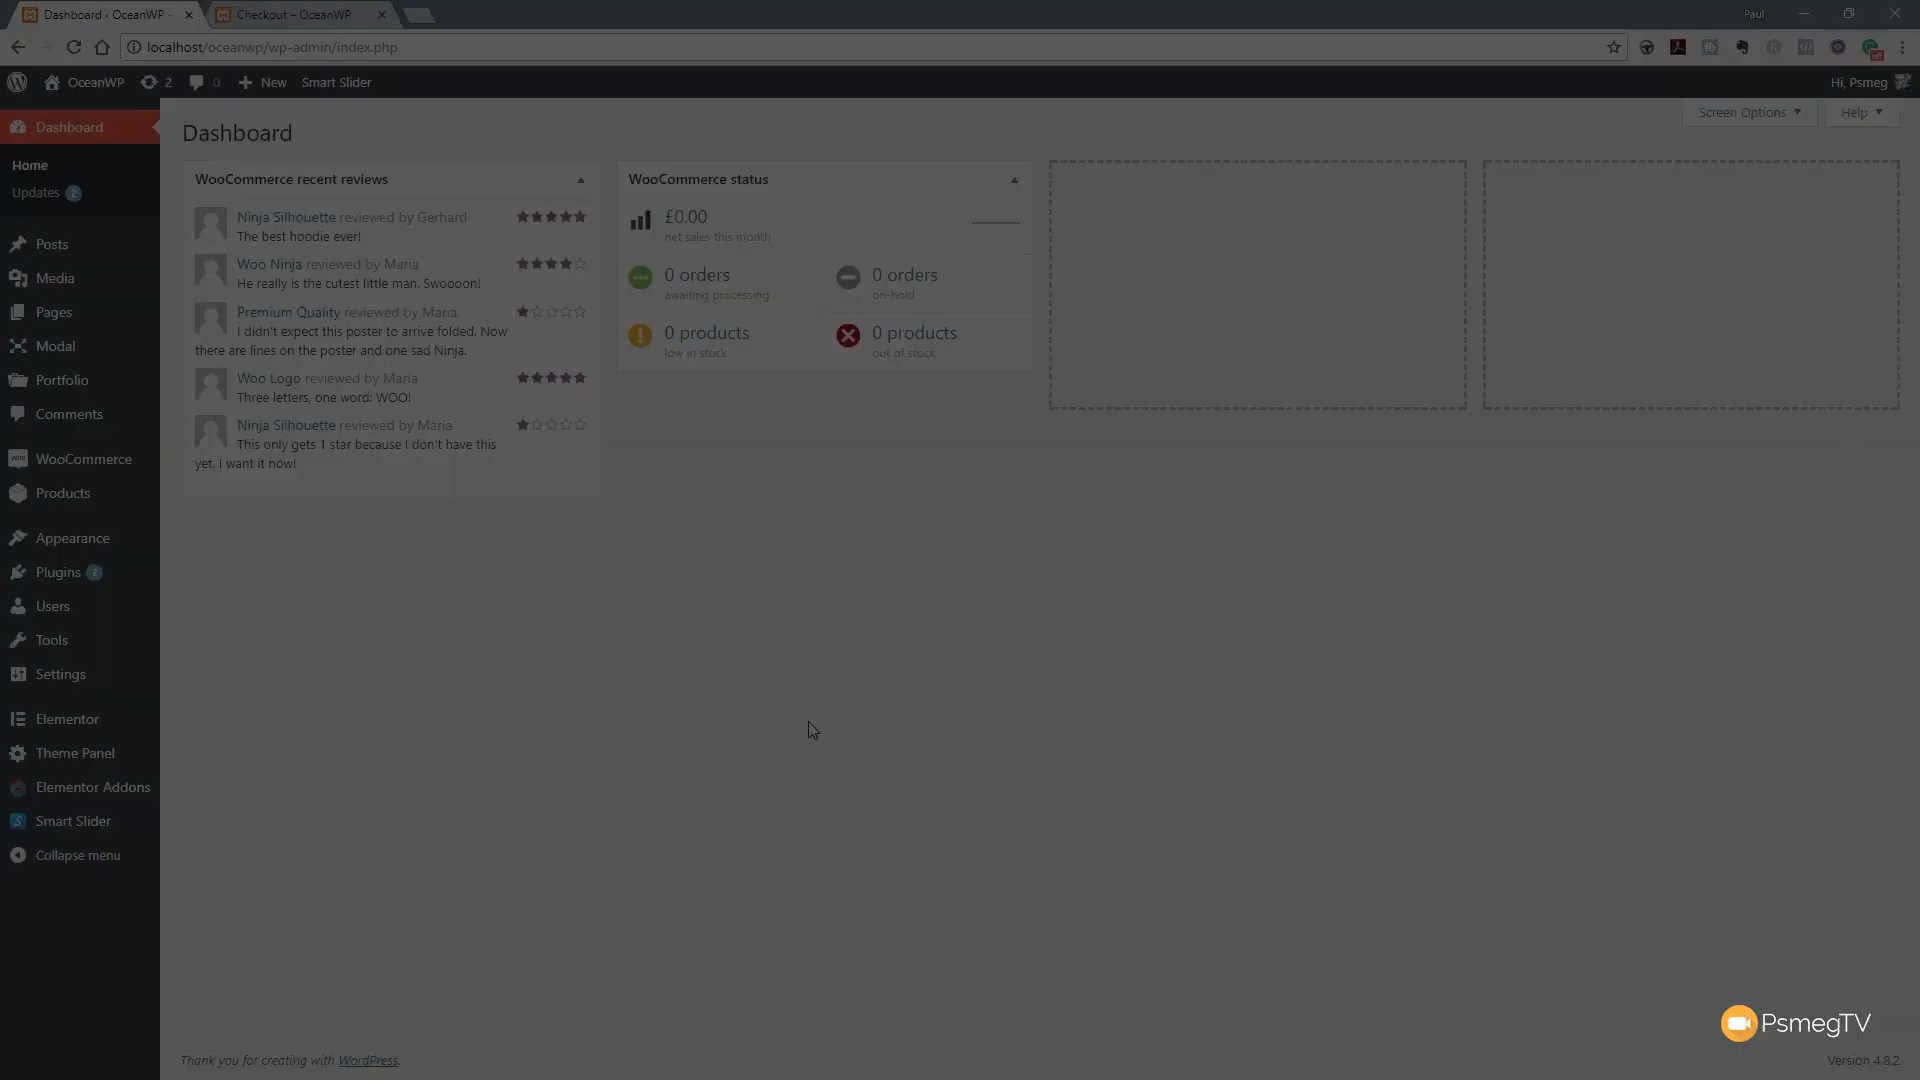 Dashboard ‹ OceanWP –
Checkout – OceanWP
Paul
localhost/oceanwp/wp-admin/index.php
OceanWP
2
0
New
Smart Slider
Hi, Psmeg
Dashboard
Home
Updates 2
Posts
Media
Pages
Modal
Portfolio
Comments
WooCommerce
Products
Appearance
Plugins 2
Users
Tools
Settings
Elementor
Theme Panel
Elementor Addons
Smart Slider
Collapse menu
Screen Options
Help
Dashboard
WooCommerce recent reviews
Ninja Silhouette reviewed by Gerhard
The best hoodie ever!
Woo Ninja reviewed by Maria
He really is the cutest little man. Swoooon!
Premium Quality reviewed by Maria
I didn't expect this poster to arrive folded. Now
there are lines on the poster and one sad Ninja.
Woo Logo reviewed by Maria
Three letters, one word: WOO!
Ninja Silhouette reviewed by Maria
This only gets 1 star because I don't have this
yet. I want it now!
WooCommerce status
£0.00
net sales this month
0 orders
awaiting processing
0 orders
on-hold
0 products
low in stock
0 products
out of stock
PsmegTV
Thank you for creating with WordPress.
Version 4.8.2